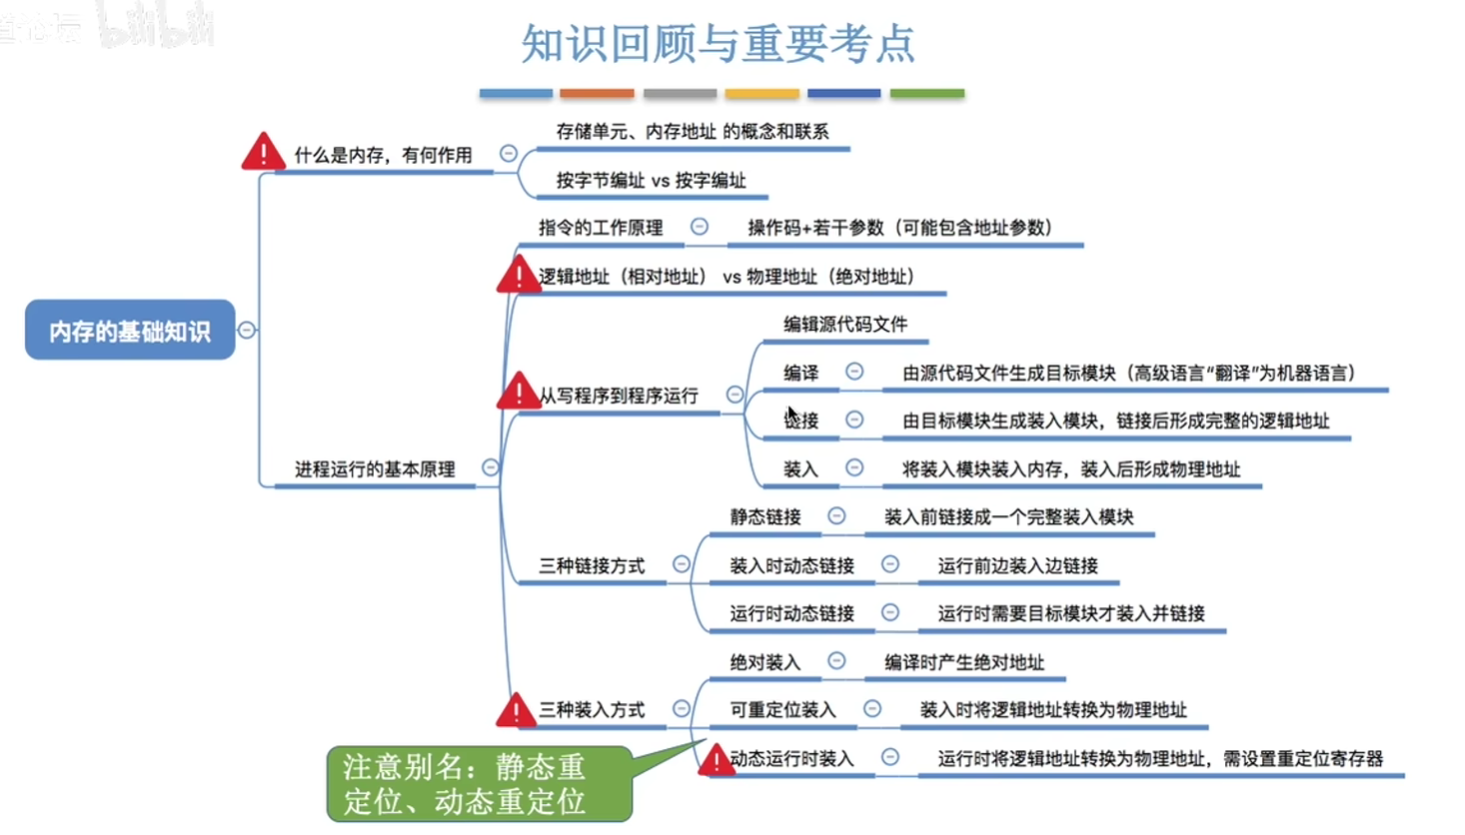 bilibili
知识回顾与重要考点
什么是内存，有何作用
存储单元、内存地址 的概念和联系
按字节编址 vs 按字编址
指令的工作原理
操作码+若干参数（可能包含地址参数）
逻辑地址（相对地址） vs 物理地址（绝对地址）
内存的基础知识
编辑源代码文件
从写程序到程序运行
编译
由源代码文件生成目标模块（高级语言“翻译”为机器语言）
链接
由目标模块生成装入模块，链接后形成完整的逻辑地址
装入
将装入模块装入内存，装入后形成物理地址
进程运行的基本原理
三种链接方式
静态链接
装入前链接成一个完整装入模块
装入时动态链接
运行前边装入边链接
运行时动态链接
运行时需要目标模块才装入并链接
三种装入方式
绝对装入
编译时产生绝对地址
可重定位装入
装入时将逻辑地址转换为物理地址
动态运行时装入
运行时将逻辑地址转换为物理地址，需设置重定位寄存器
注意别名：静态重
定位、动态重定位